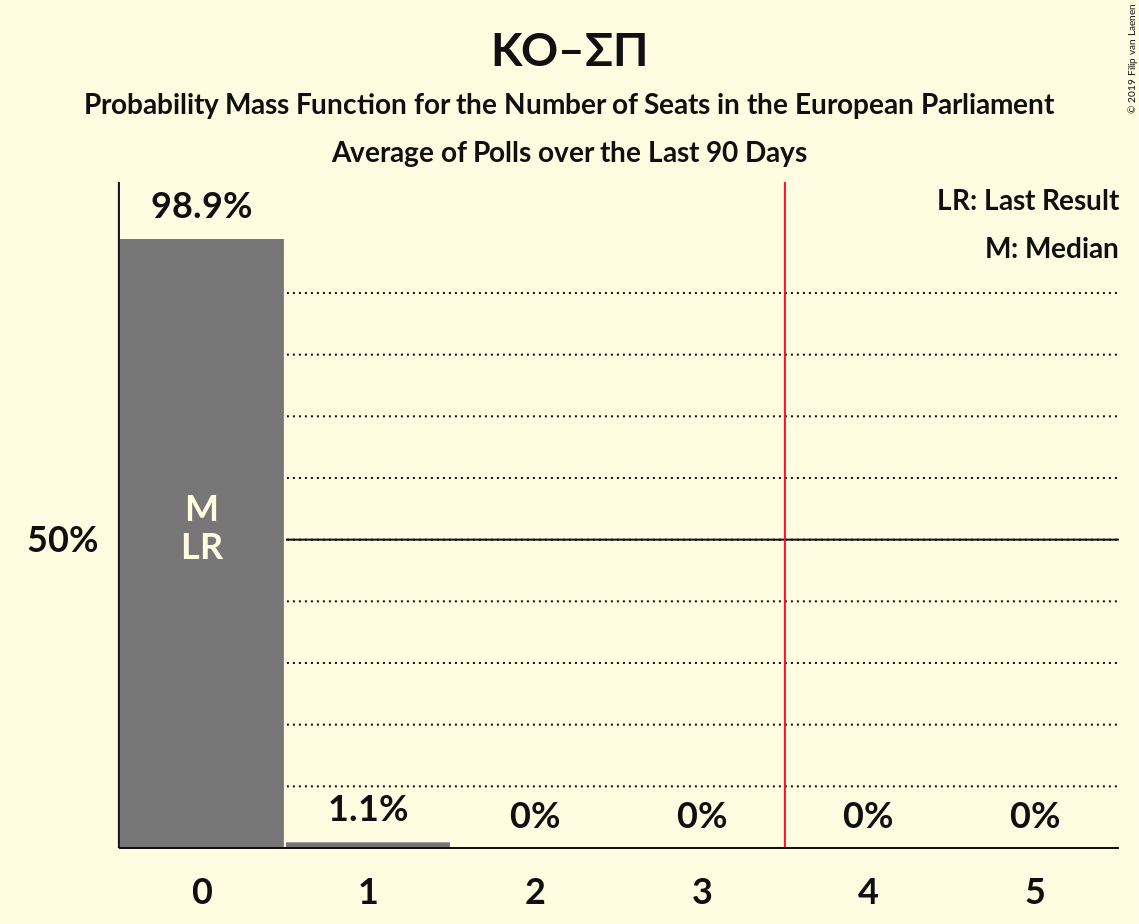 ΚΟ–ΣΠ
Probability Mass Function for the Number of Seats in the European Parliament
Average of Polls over the Last 90 Days
© 2019 Filip van Laenen
LR: Last Result
M: Median
98.9%
M
LR
50%
1.1%
0%
0%
0%
0%
0
1
2
3
4
5